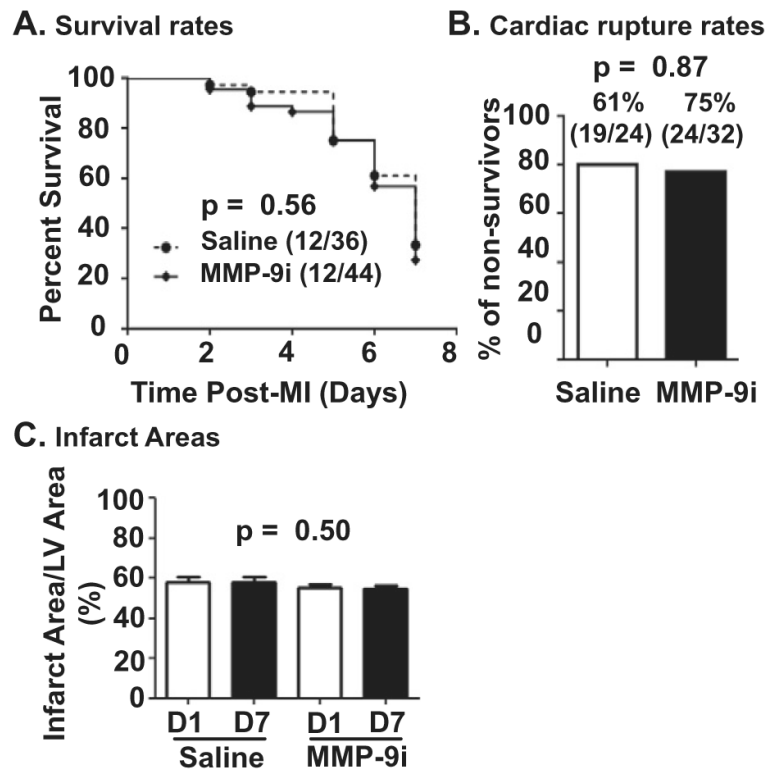 A. Survival rates
Percent Survival
100
80
60
40
20
0
p = 0.56
Saline (12/36)
MMP-9i (12/44)
0 2 4 6 8
Time Post-MI (Days)
B. Cardiac rupture rates
p = 0.87
61% 75%
(19/24) (24/32)
% of non-survivors
100
80
60
40
20
0
Saline MMP-9i
C. Infarct Areas
Infarct Area/LV Area
(%)
100
80
60
40
20
0
p = 0.50
D1 D7 D1 D7
Saline MMP-9i